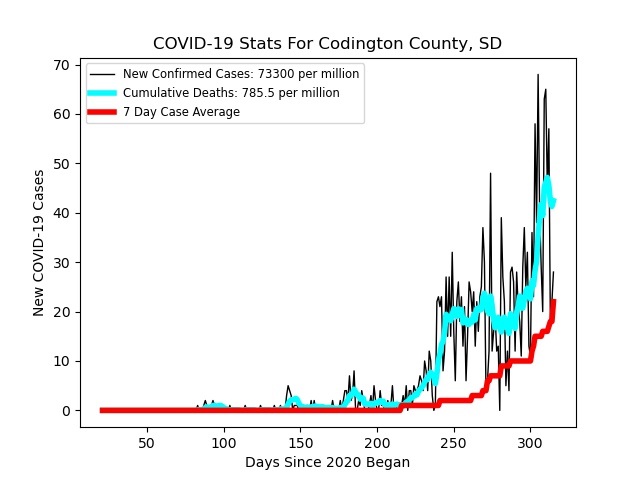 COVID-19 Stats For Codington County, SD
New Confirmed Cases: 73300 per million
Cumulative Deaths: 785.5 per million
7 Day Case Average
New COVID-19 Cases
70
60
50
40
30
20
10
0
50 100 150 200 250 300
Days Since 2020 Began